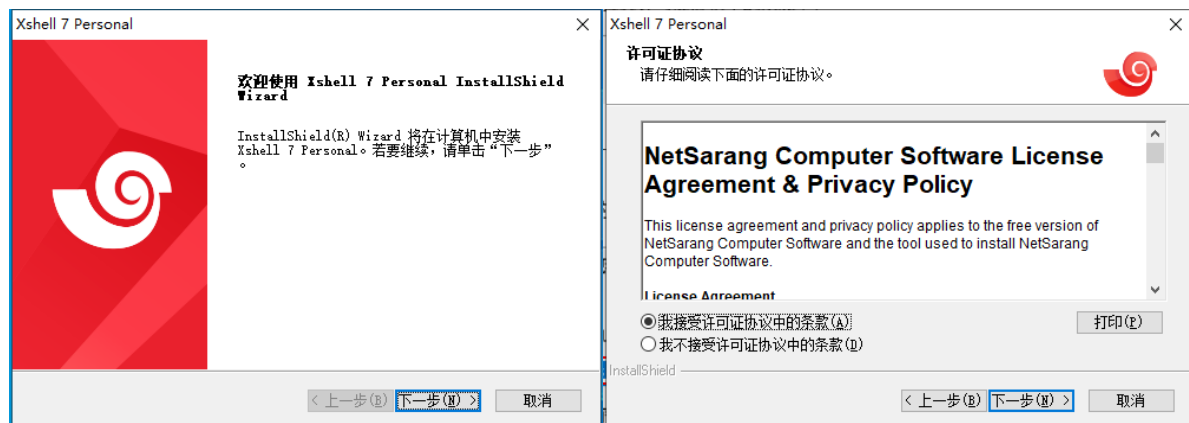 Xshell 7 Personal
欢迎使用 Xshell 7 Personal InstallShield
Wizard
InstallShield(R) Wizard 将在计算机中安装
Xshell 7 Personal。若要继续，请单击“下一步”
。
< 上一步(B)
下一步(N) >
取消
Xshell 7 Personal
许可证协议
请仔细阅读下面的许可证协议。
NetSarang Computer Software License
Agreement & Privacy Policy
This license agreement and privacy policy applies to the free version of
NetSarang Computer Software and the tool used to install NetSarang
Computer Software.
License Agreement
我接受许可证协议中的条款(A)
打印(P)
我不接受许可证协议中的条款(D)
InstallShield
< 上一步(B)
下一步(N) >
取消